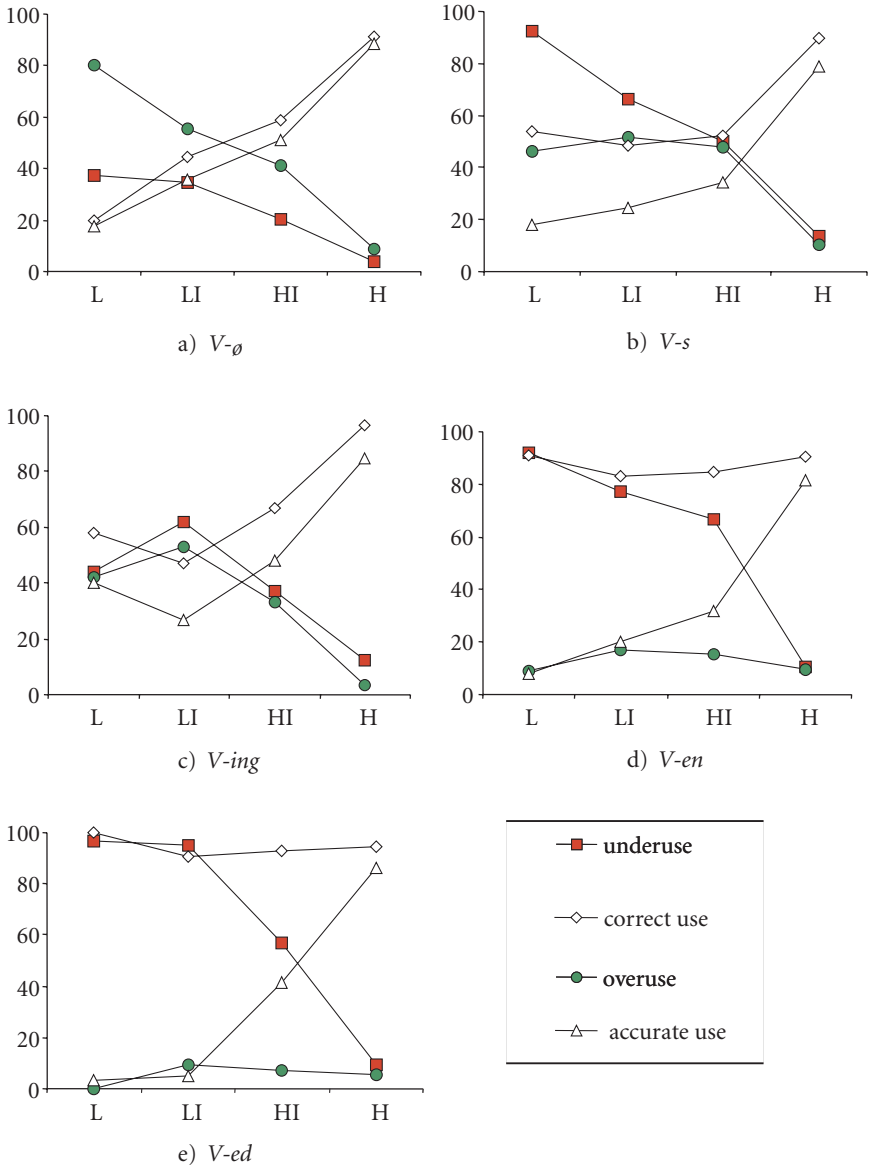 100
80
60
40
20
0
L LI HI H
a) V-ø
100
80
60
40
20
0
L LI HI H
b) V-s
100
80
60
40
20
0
L LI HI H
c) V-ing
100
80
60
40
20
0
L LI HI H
d) V-en
100
80
60
40
20
0
L LI HI H
e) V-ed
underuse
correct use
overuse
accurate use